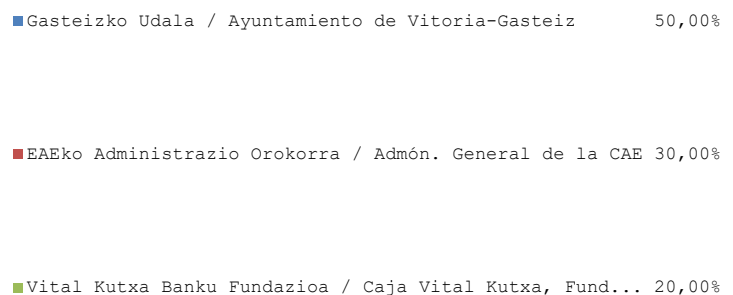 Gasteizko Udala / Ayuntamiento de Vitoria-Gasteiz 50,00%
EAEko Administrazio Orokorra / Admón. General de la CAE 30,00%
Vital Kutxa Banku Fundazioa / Caja Vital Kutxa, Fund... 20,00%